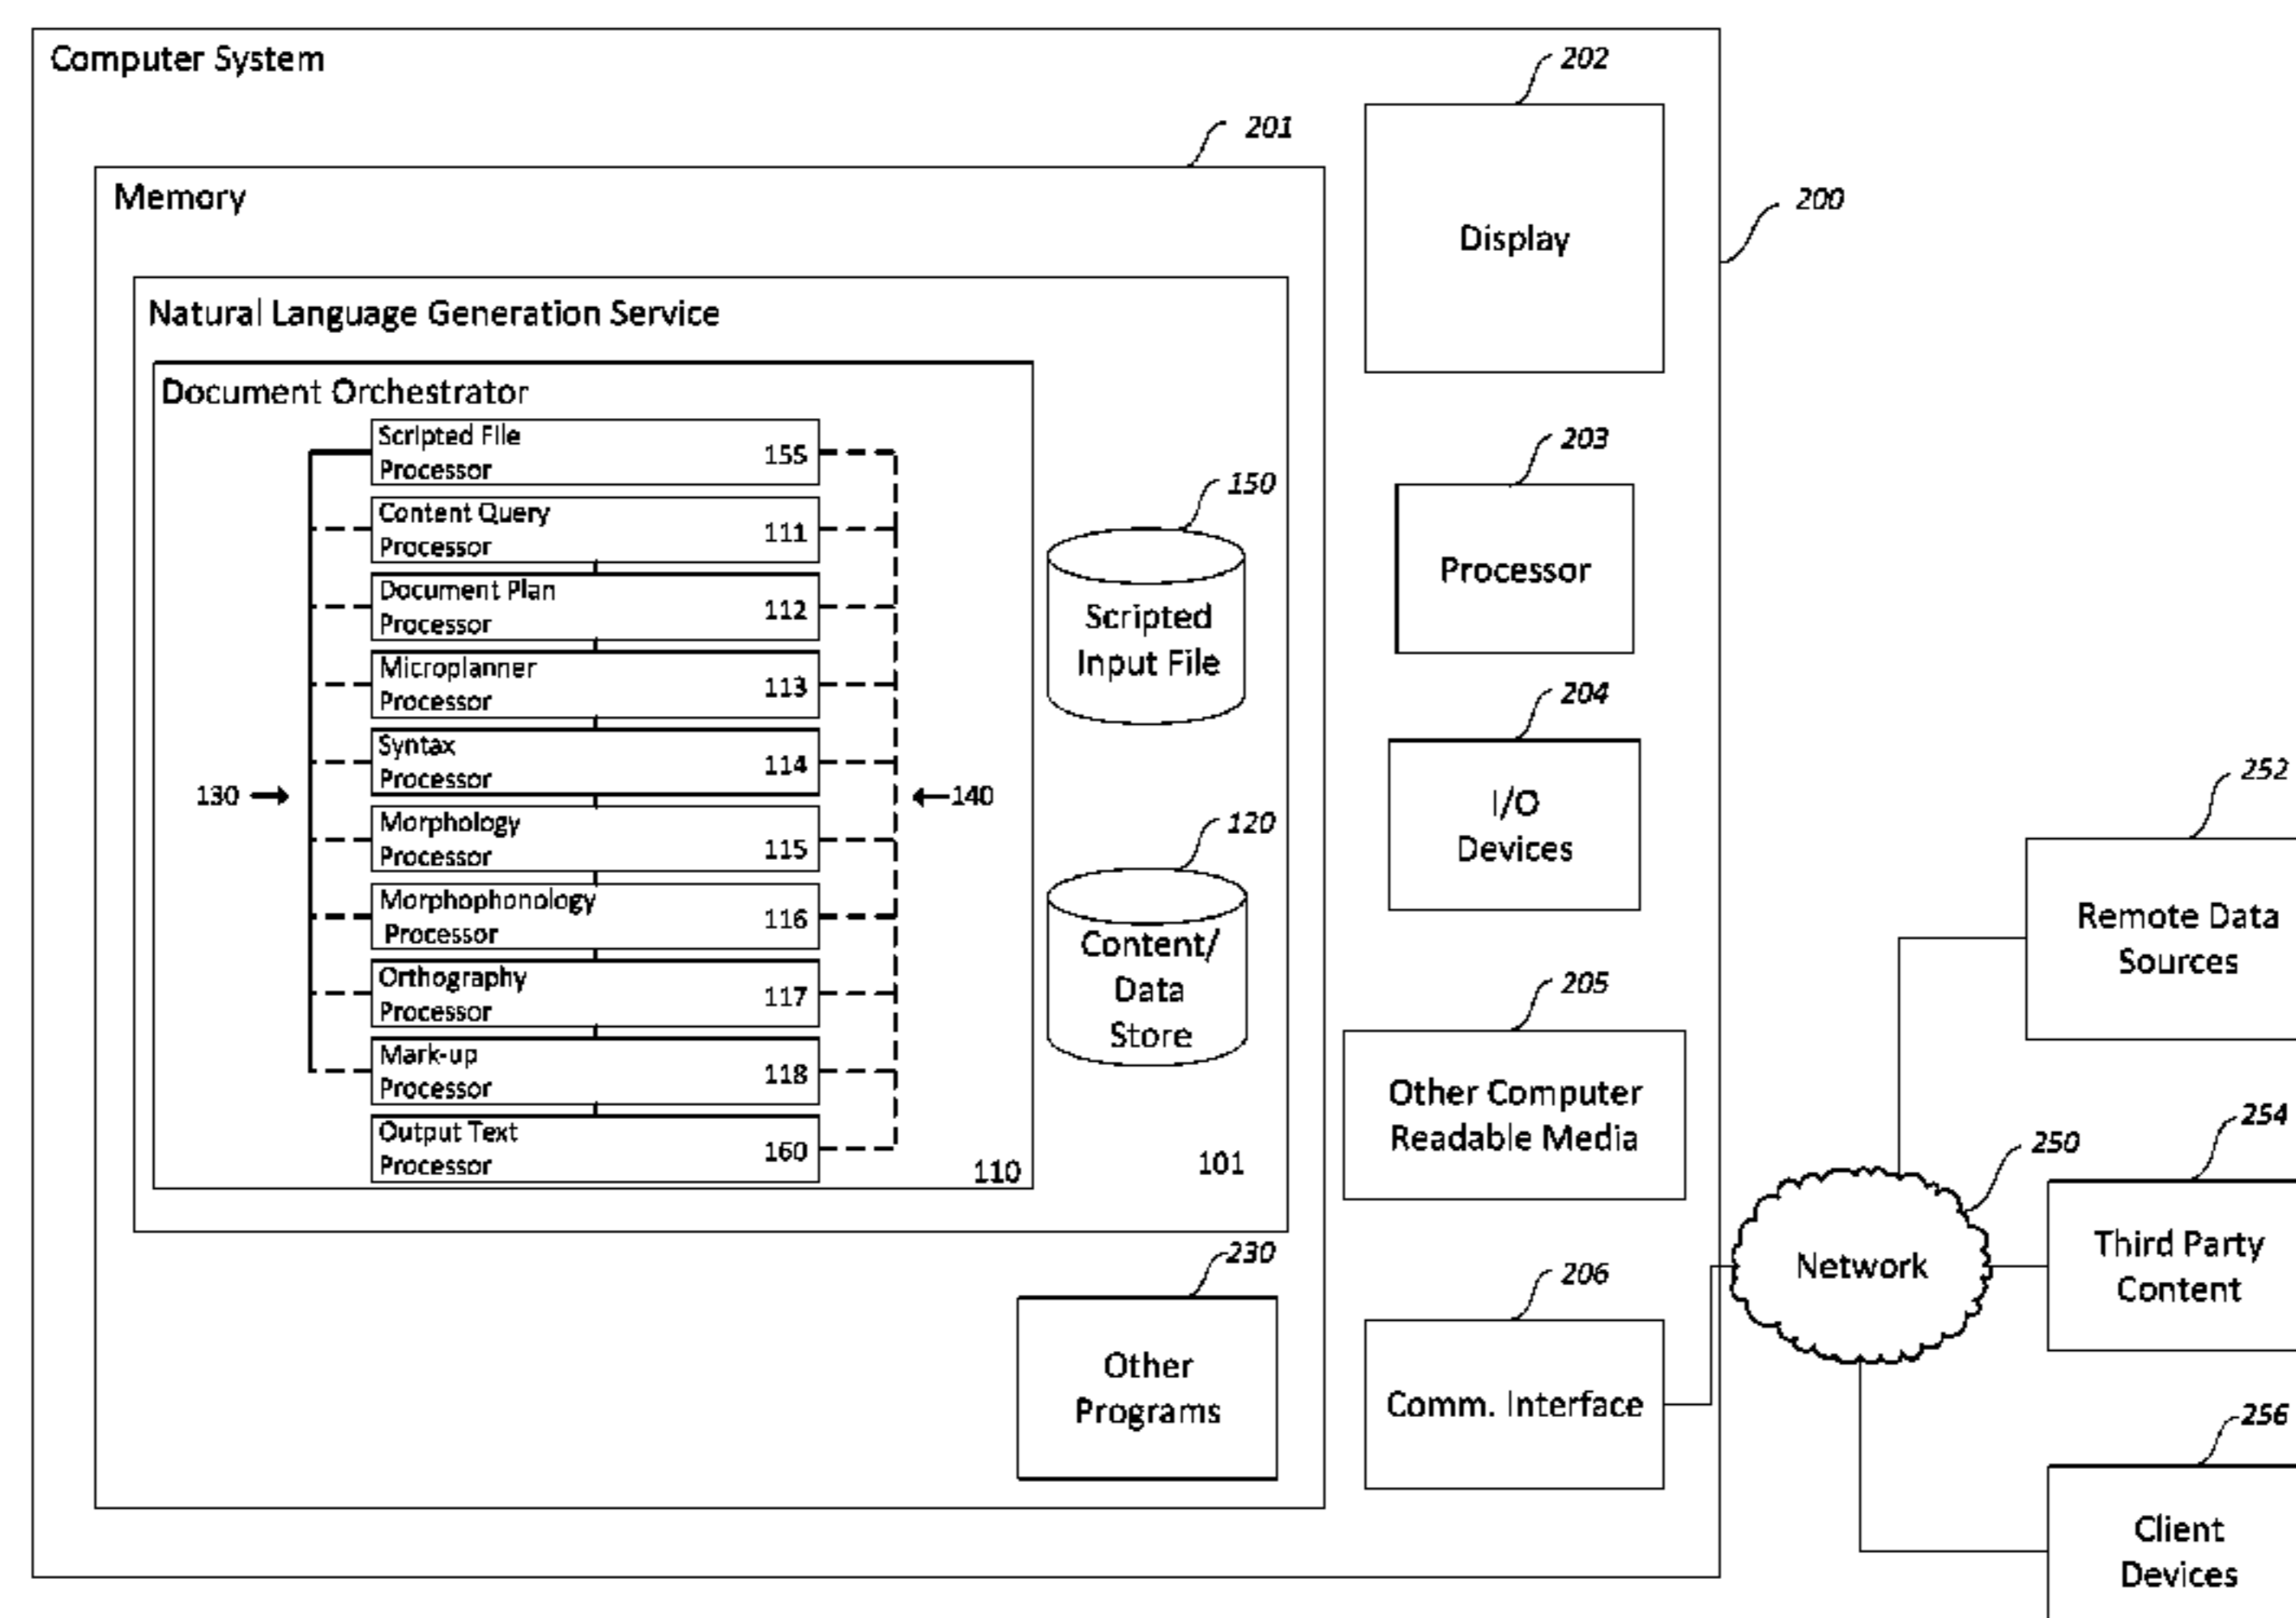 Computer System
202
201
Memory
200
Display
Natural Language Generation Service
Document Orchestrator
Scripted File
Processor
155
203
150
Content Query
Processor
111
Processor
Document Plan
Processor
112
Scripted
Input File
Microplanner
Processor
113
204
Syntax
Processor
114
130
140
I/O
Devices
252
Morphology
Processor
115
120
Morphophonology
Processor
116
Content/
Data
Store
Remote Data
Sources
Orthography
Processor
117
205
Mark-up
Processor
118
Other Computer
Readable Media
Output Text
Processor
160
110
101
254
250
Third Party
Content
Network
230
206
Other
Programs
Comm. Interface
256
Client
Devices